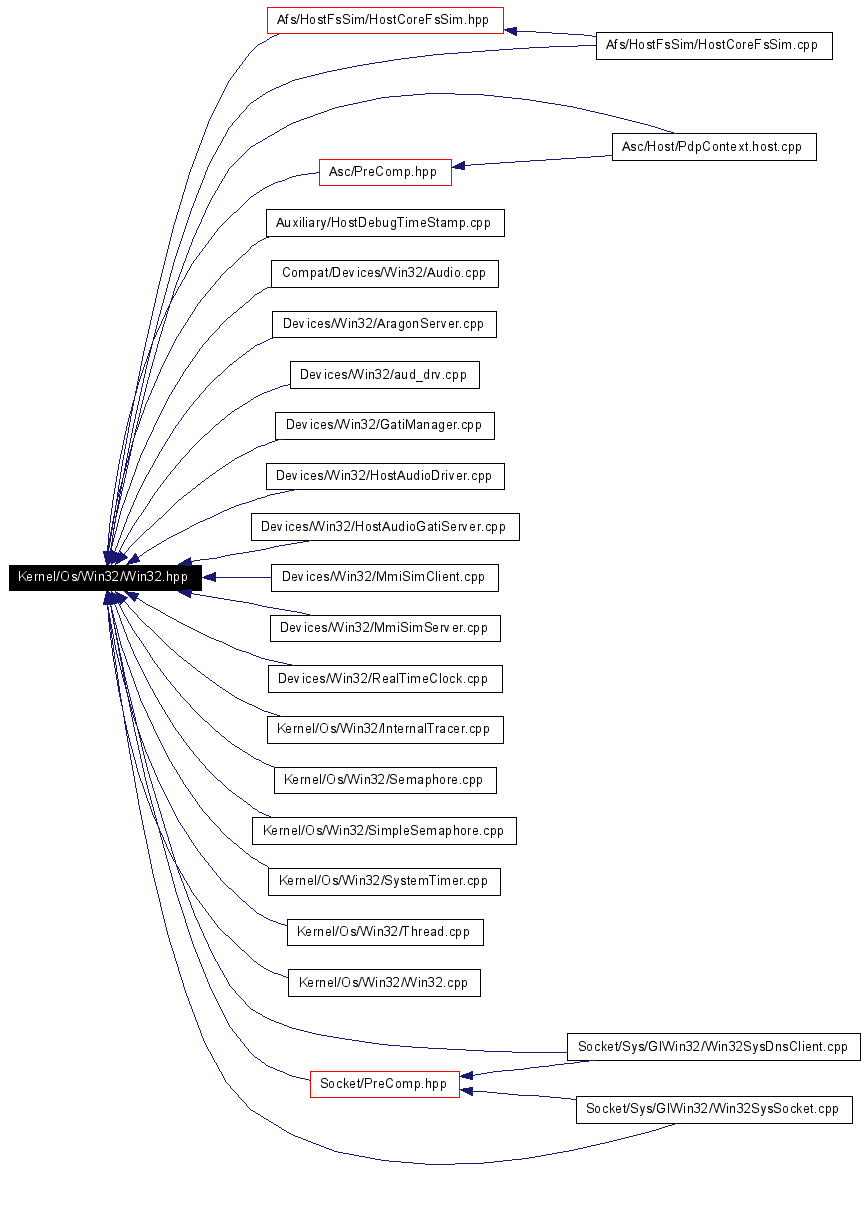 Afs/HostFsSim/HostCoreFsSim.hpp
Afs/HostFsSim/HostCoreFsSim.cpp
Asc/Host/PdpContext.host.cpp
Asc/PreComp.hpp
Auxiliary/HostDebugTimeStamp.cpp
Compat/Devices/Win32/Audio.cpp
Devices/Win32/AragonServer.cpp
Devices/Win32/aud_drv.cpp
Devices/Win32/GatiManager.cpp
Devices/Win32/HostAudioDriver.cpp
Devices/Win32/HostAudioGatiServer.cpp
Kernel/Os/Win32/Win32.hpp
Devices/Win32/MmiSimClient.cpp
Devices/Win32/MmiSimServer.cpp
Devices/Win32/RealTimeClock.cpp
Kernel/Os/Win32/InternalTracer.cpp
Kernel/Os/Win32/Semaphore.cpp
Kernel/Os/Win32/SimpleSemaphore.cpp
Kernel/Os/Win32/SystemTimer.cpp
Kernel/Os/Win32/Thread.cpp
Kernel/Os/Win32/Win32.cpp
Socket/Sys/GlWin32/Win32SysDnsClient.cpp
Socket/PreComp.hpp
Socket/Sys/GlWin32/Win32SysSocket.cpp